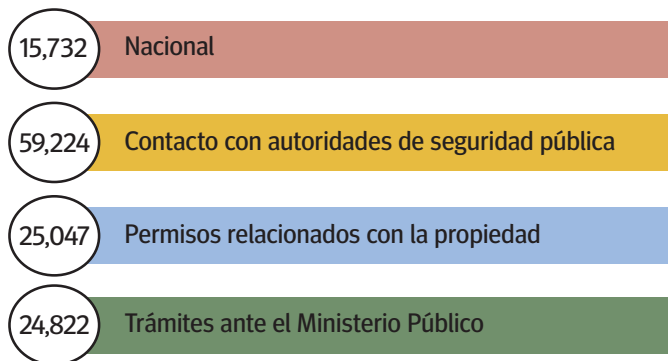 15,732 Nacional
59,224 Contacto con autoridades de seguridad pública
25,047 Permisos relacionados con la propiedad
24,822 Trámites ante el Ministerio Público